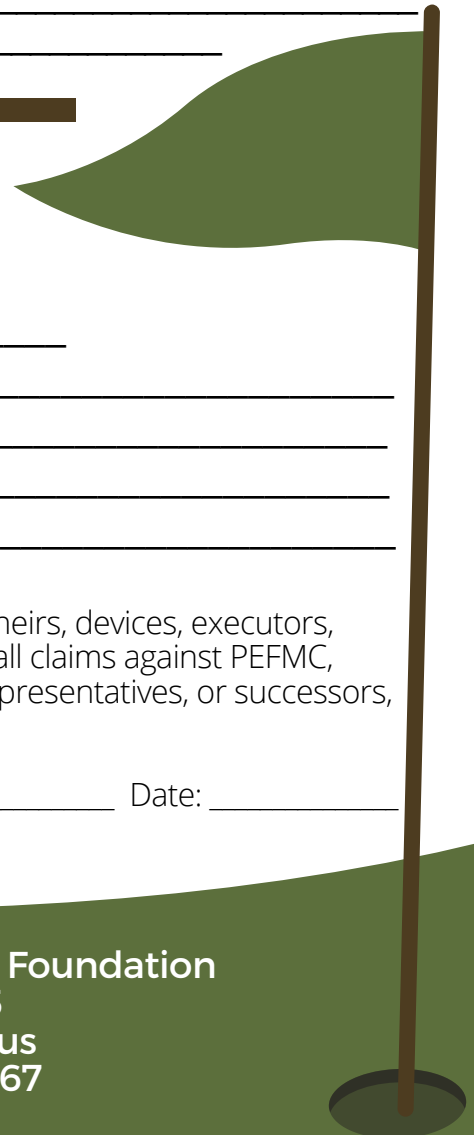 heirs, devices, executors,
all claims against PEFMC,
presentatives, or successors,
Date:
Foundation
us
67